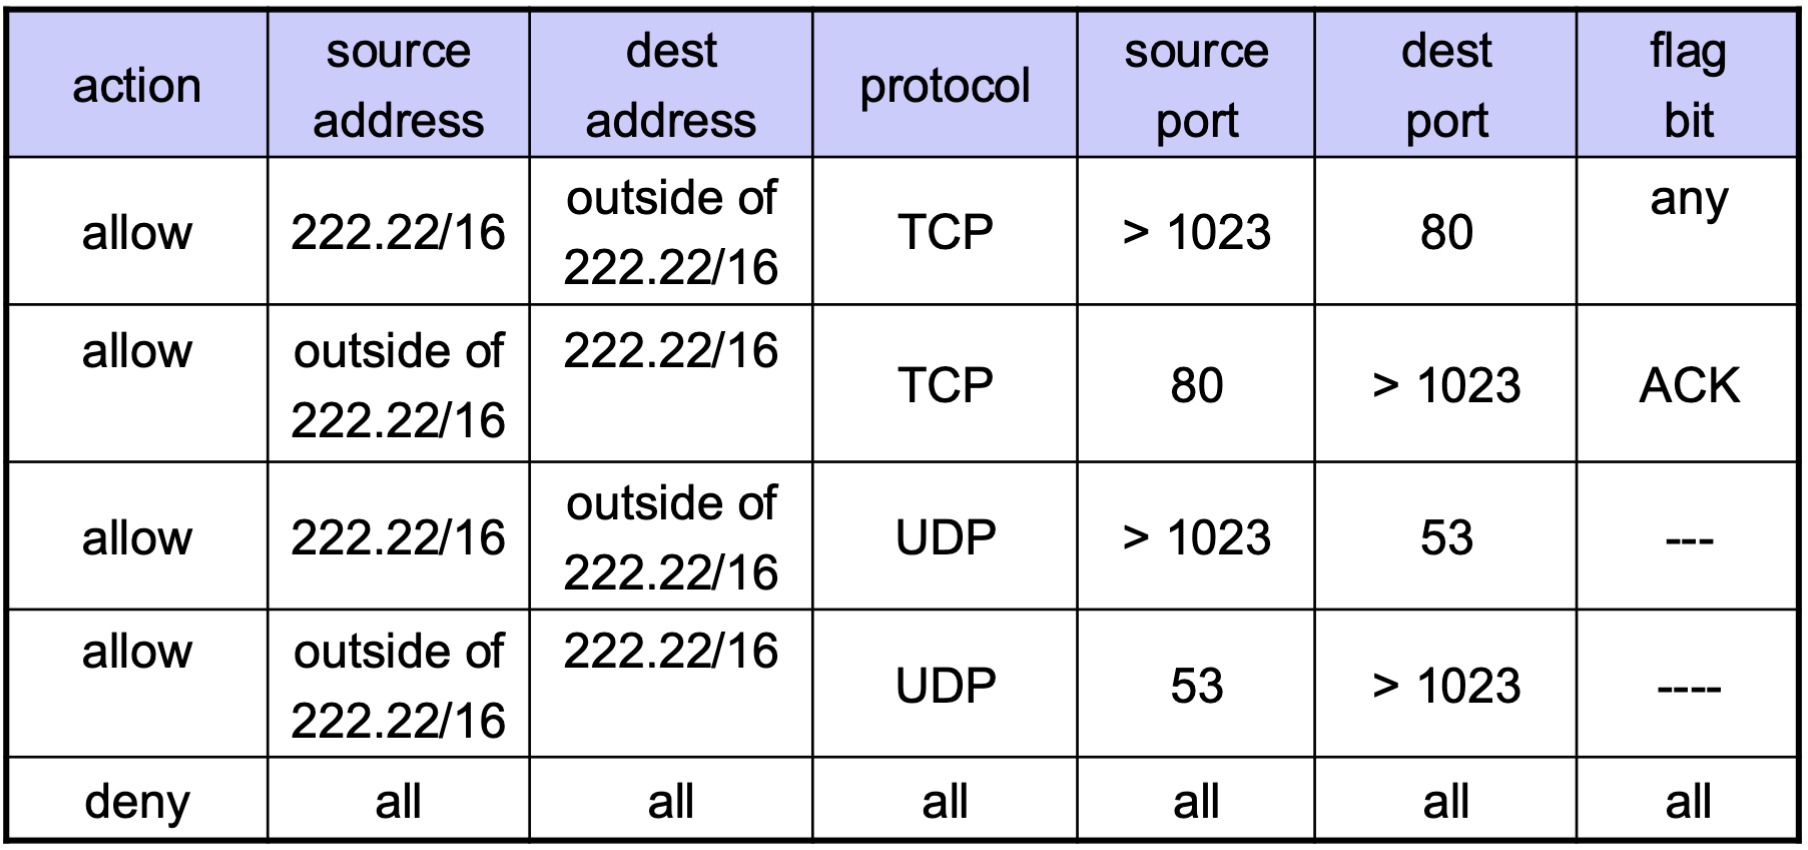 action
source
address
dest
address
protocol
source
port
dest
port
flag
bit
allow
222.22/16
outside of
222.22/16
TCP
> 1023
80
any
allow
outside of
222.22/16
222.22/16
TCP
80
> 1023
ACK
allow
222.22/16
outside of
222.22/16
UDP
> 1023
53
---
allow
outside of
222.22/16
222.22/16
UDP
53
> 1023
----
deny
all
all
all
all
all
all